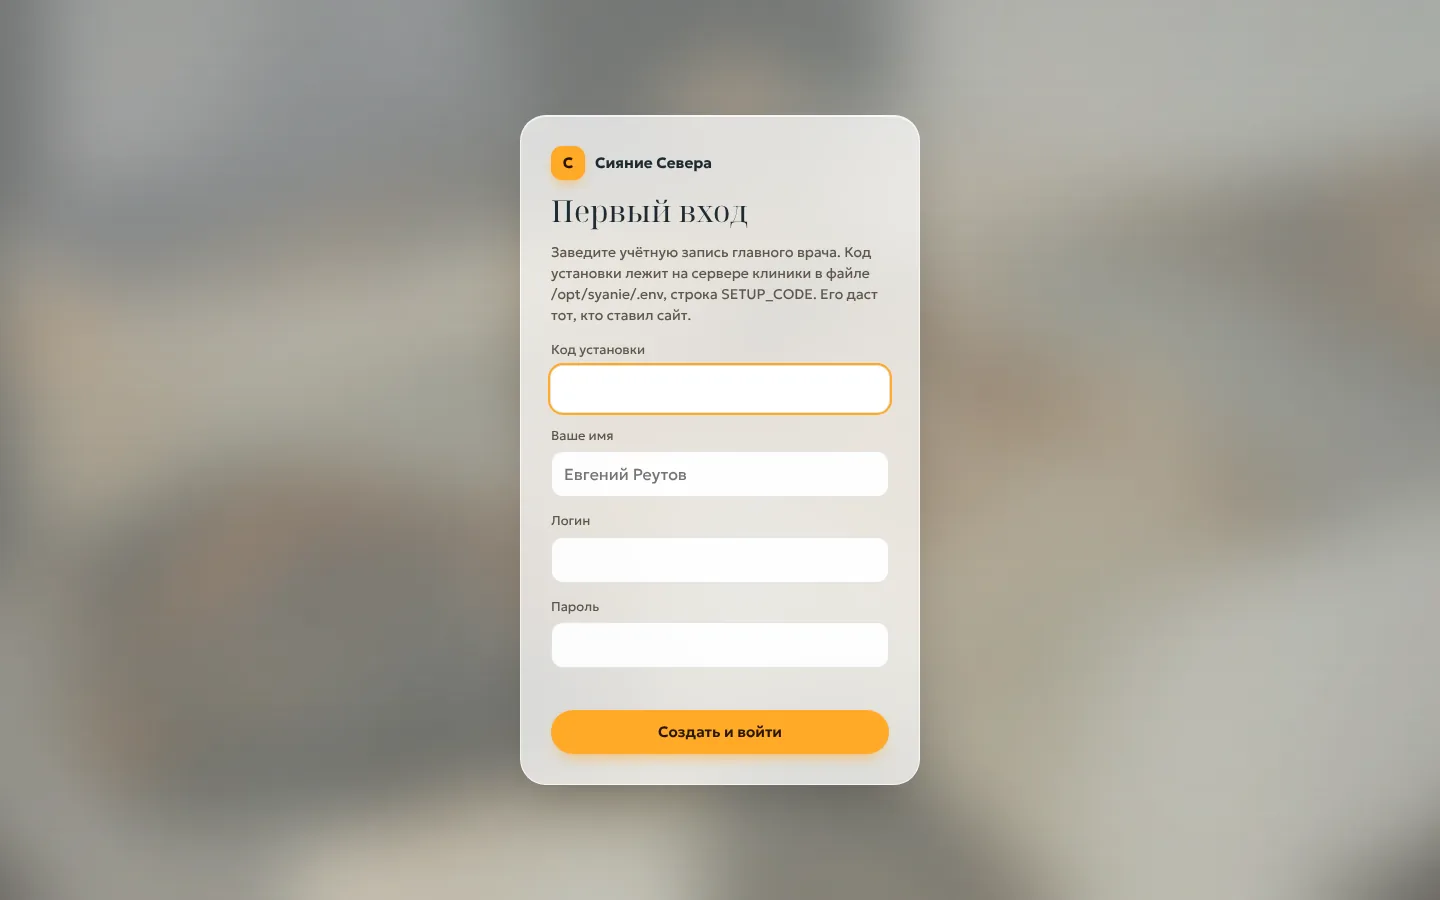 С Сияние Севера
Первый вход
Заведите учётную запись главного врача. Код
установки лежит на сервере клиники в файле
/opt/syanie/.env, строка SETUP_CODE. Его даст
тот, кто ставил сайт.
Код установки
Ваше имя
Евгений Реутов
Логин
Пароль
Создать и войти